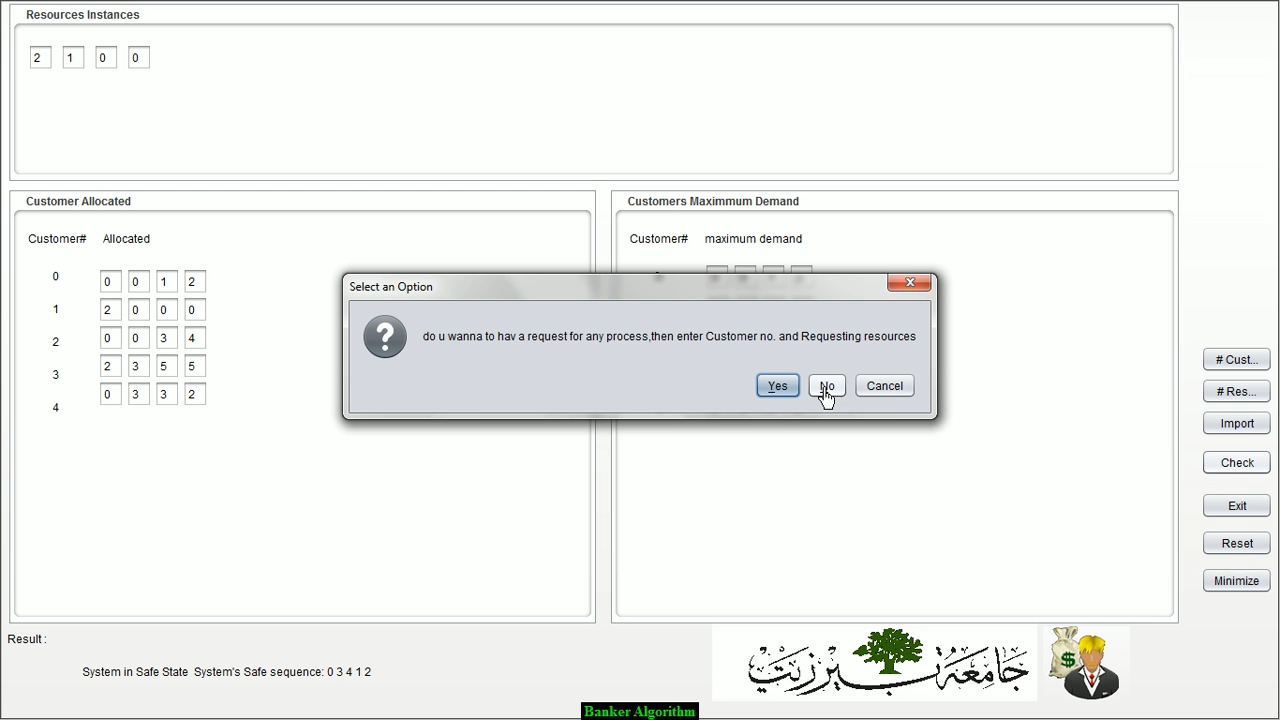 Resources Instances
2 1 0 0
Customer Allocated
Customer# Allocated
0 0 0 1 2
1 2 0 0 0
2 0 0 3 4
3 2 3 5 5
4 0 3 3 2
Customers Maximmum Demand
Customer# maximum demand
Select an Option
do u wanna to hav a request for any process,then enter Customer no. and Requesting resources
Yes No Cancel
# Cust...
# Res...
Import
Check
Exit
Reset
Minimize
Result :
System in Safe State System's Safe sequence: 0 3 4 1 2
جامعة بيرزيت
Banker Algorithm